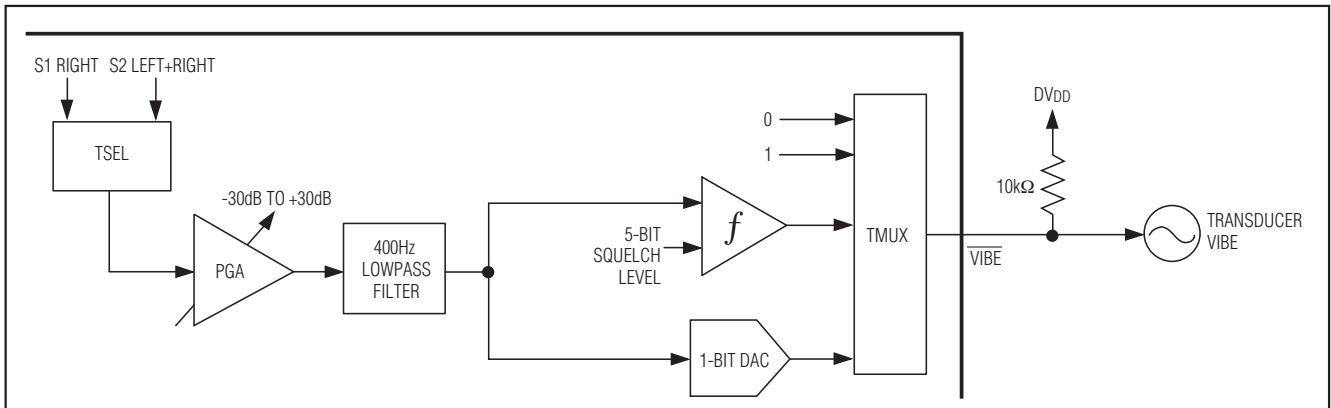 S1 RIGHT
S2 LEFT+RIGHT
TSEL
-30dB TO +30dB
PGA
400Hz
LOWPASS
FILTER
0
1
f
5-BIT
SQUELCH
LEVEL
1-BIT DAC
TMUX
VIBE
DVDD
10kΩ
TRANSDUCER
VIBE